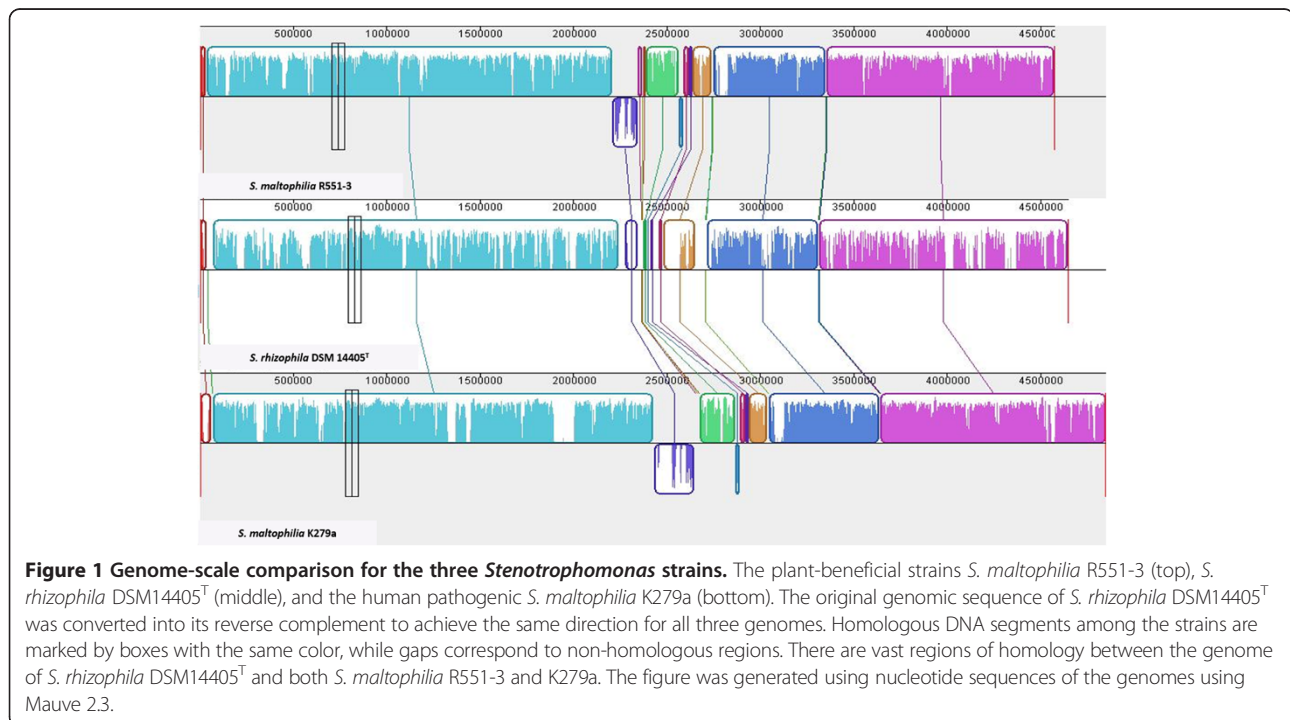 500000 1000000 1500000 2000000 2500000 3000000 3500000 4000000 4500000
S. maltophilia R551-3
500000 1000000 1500000 2000000 2500000 3000000 3500000 4000000 4500000
S. rhizophila DSM 14405ᵀ
500000 1000000 1500000 2000000 2500000 3000000 3500000 4000000 4500000
S. maltophilia K279a
Figure 1 Genome-scale comparison for the three Stenotrophomonas strains. The plant-beneficial strains S. maltophilia R551-3 (top), S.
rhizophila DSM14405ᵀ (middle), and the human pathogenic S. maltophilia K279a (bottom). The original genomic sequence of S. rhizophila DSM14405ᵀ
was converted into its reverse complement to achieve the same direction for all three genomes. Homologous DNA segments among the strains are
marked by boxes with the same color, while gaps correspond to non-homologous regions. There are vast regions of homology between the genome
of S. rhizophila DSM14405ᵀ and both S. maltophilia R551-3 and K279a. The figure was generated using nucleotide sequences of the genomes using
Mauve 2.3.